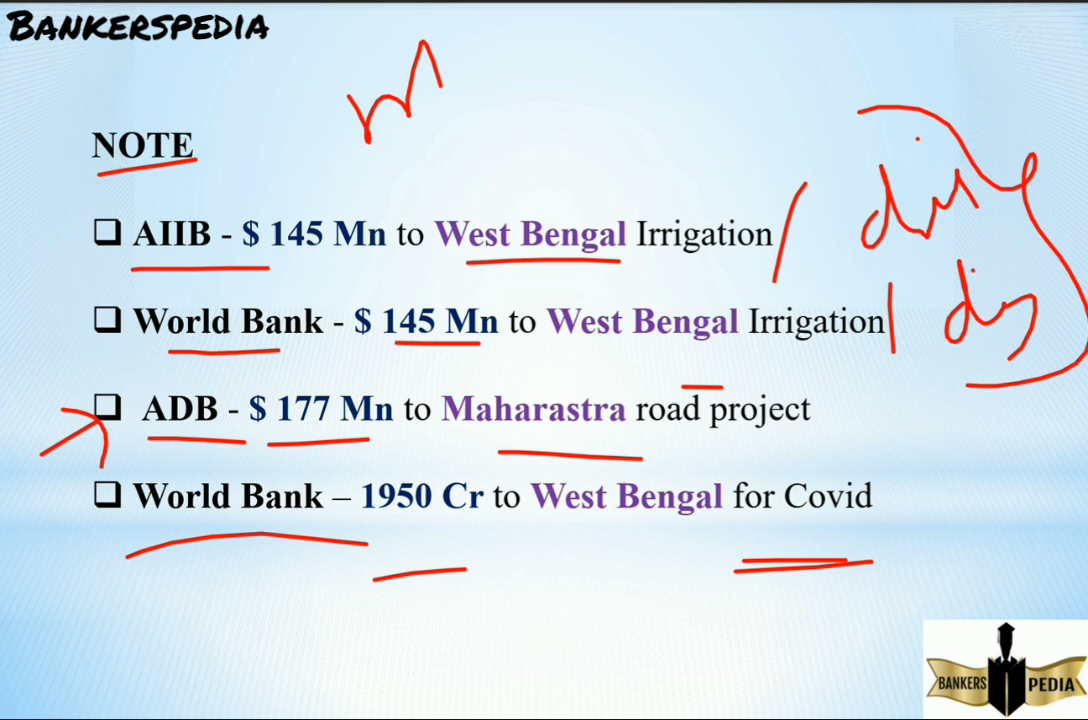 BANKERSPEDIA
NOTE
❑ AIIB - $ 145 Mn to West Bengal Irrigation
❑ World Bank - $ 145 Mn to West Bengal Irrigation
❑ ADB - $ 177 Mn to Maharastra road project
❑ World Bank – 1950 Cr to West Bengal for Covid
BANKERS PEDIA